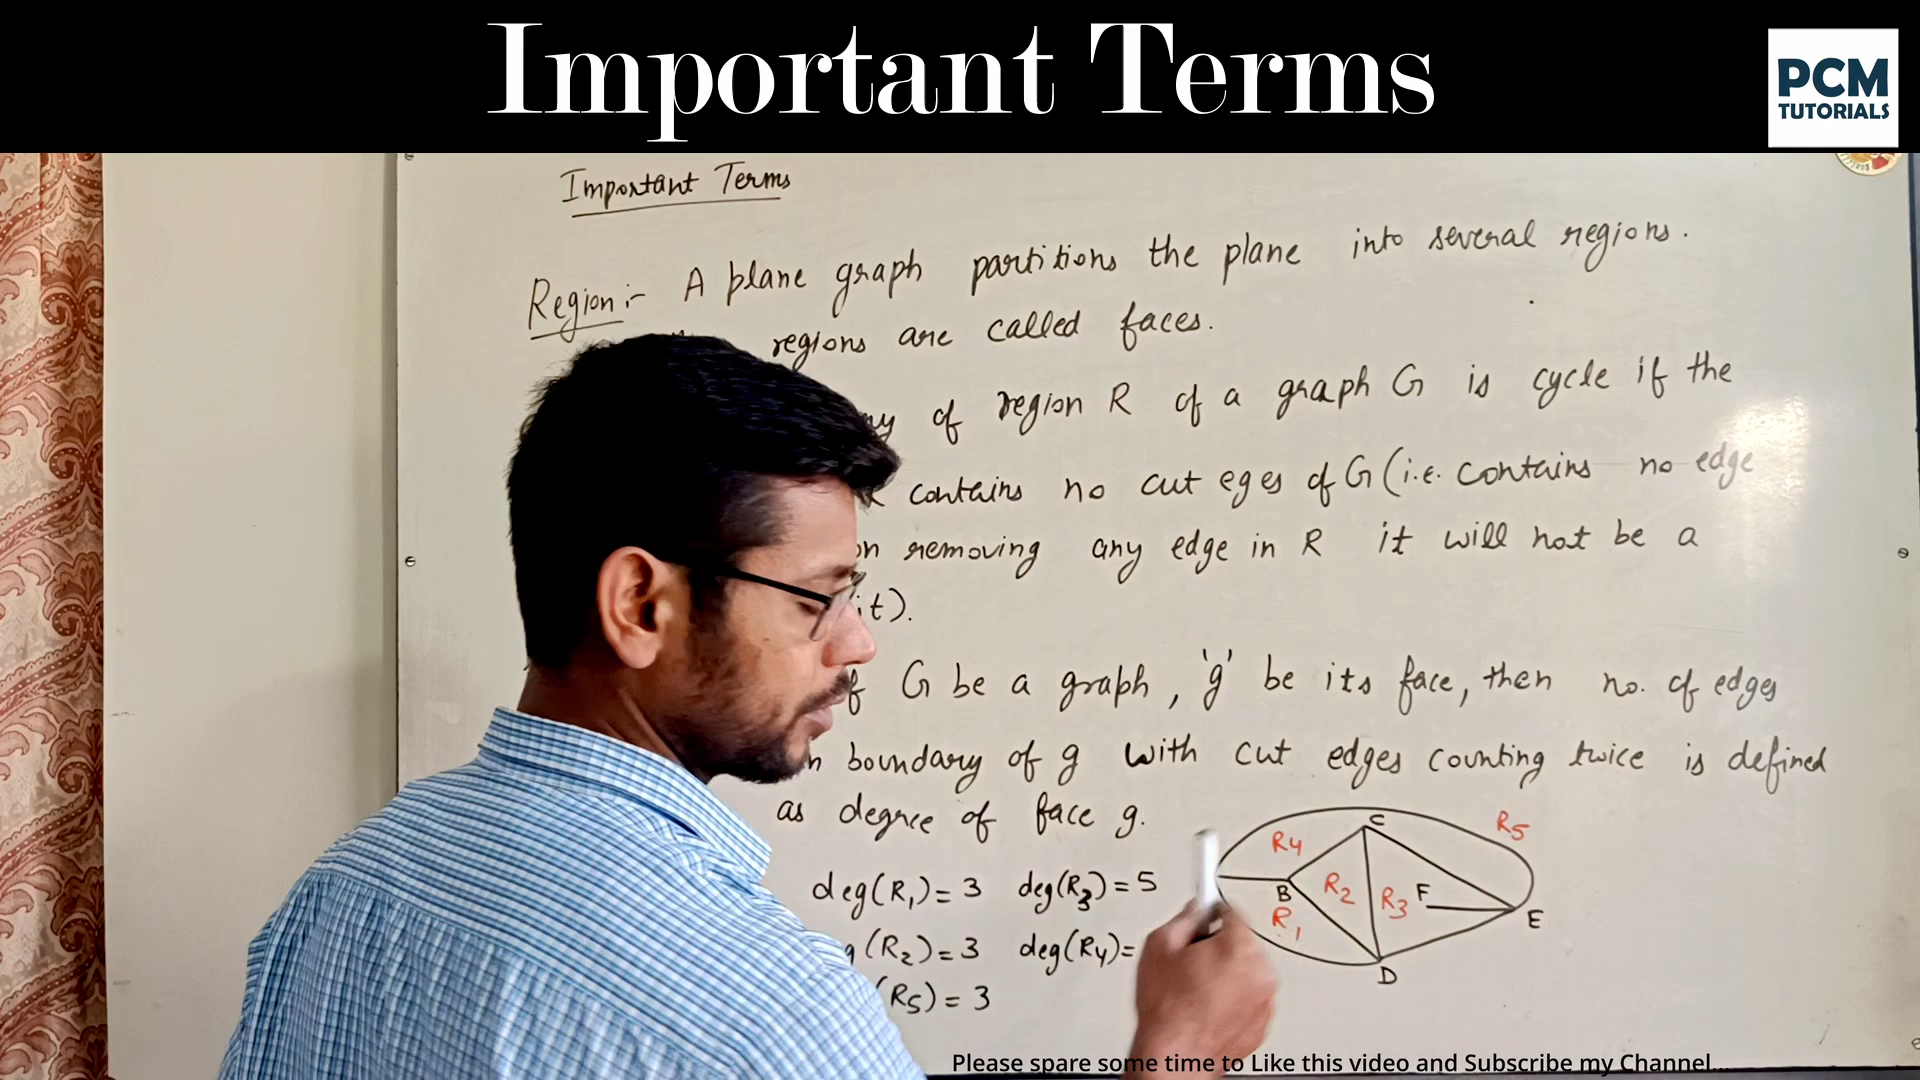 Important Terms
PCM
TUTORIALS
Important Terms
Region:- A plane graph partitions the plane into several regions.
regions are called faces.
of region R of a graph G is cycle if the
contains no cut eges of G (i.e. contains no edge
on removing any edge in R it will not be a
it).
G be a graph, 'g' be its face, then no. of edges
boundary of g with cut edges counting twice is defined
as degree of face g.
deg(R1) = 3 deg(R3) = 5
(R2) = 3 deg(R4) =
(R5) = 3
C
R5
R4
B
R2
R3
F
E
R1
D
Please spare some time to Like this video and Subscribe my Channel...